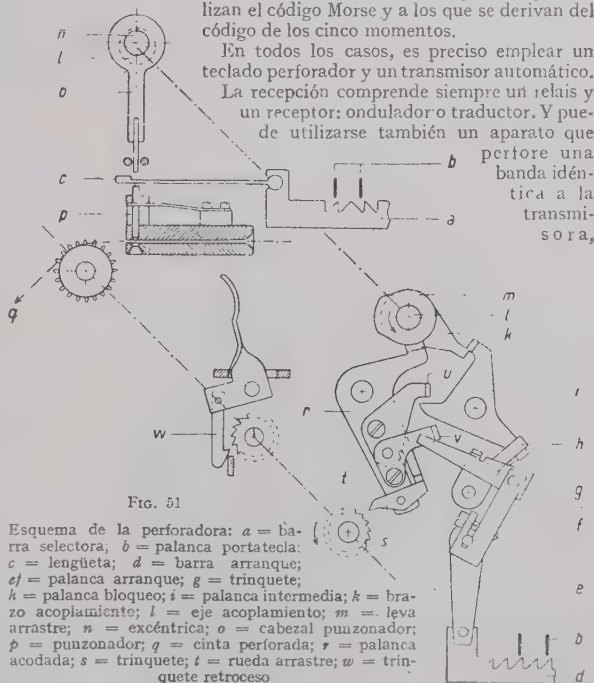 lizan el código Morse y a los que se derivan del
código de los cinco momentos.
En todos los casos, es preciso emplear un
teclado perforador y un transmisor automático.
La recepción comprende siempre un relais y
un receptor: ondulador o traductor. Y pue-
de utilizarse también un aparato que
perfore una
banda idén-
tica a la
transmi-
sora,
n
l
o
c
p
q
b
a
m
l
k
u
r
i
w
v
h
t
g
s
f
e
b
d
FIG. 51
Esquema de la perforadora: a = ba-
rra selectora; b = palanca portatecla:
c = lengüeta; d = barra arranque;
ef = palanca arranque; g = trinquete;
h = palanca bloqueo; i = palanca intermedia; k = bra-
zo acoplamiento; l = eje acoplamiento; m = leva
arrastre; n = excéntrica; o = cabezal punzonador;
p = punzonador; q = cinta perforada; r = palanca
acodada; s = trinquete; t = rueda arrastre; w = trin-
quete retroceso